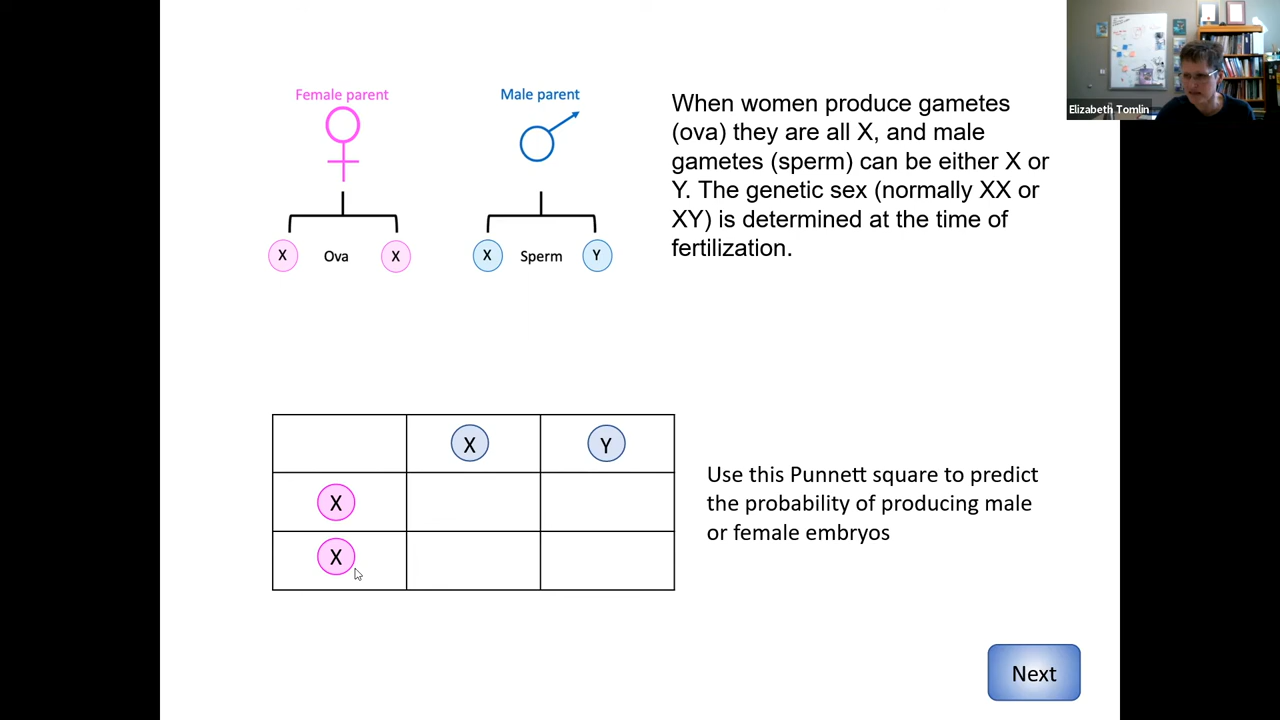 Elizabeth Tomlin
Female parent
Male parent
X Ova X
X Sperm Y
When women produce gametes
(ova) they are all X, and male
gametes (sperm) can be either X or
Y. The genetic sex (normally XX or
XY) is determined at the time of
fertilization.
X Y
X
X
Use this Punnett square to predict
the probability of producing male
or female embryos
Next